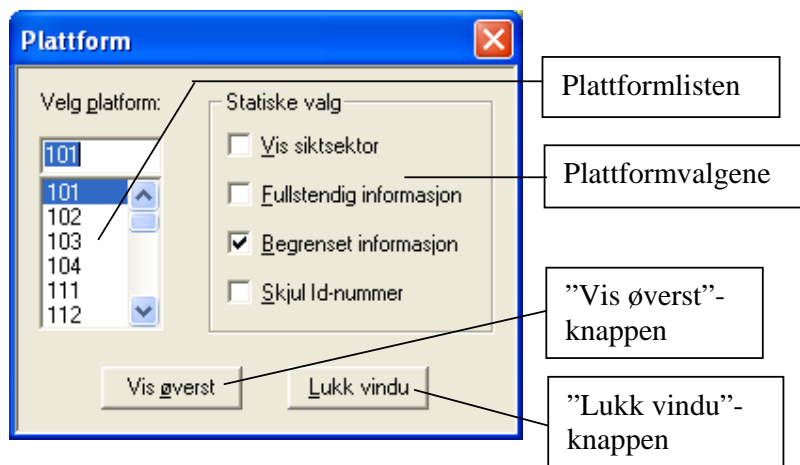 Plattform
Velg platform:
101
101
102
103
104
111
112
Statiske valg
Vis siktsektor
Fullstendig informasjon
Begrenset informasjon
Skjul Id-nummer
Vis øverst
Lukk vindu
Plattformlisten
Plattformvalgene
”Vis øverst”-
knappen
”Lukk vindu”-
knappen